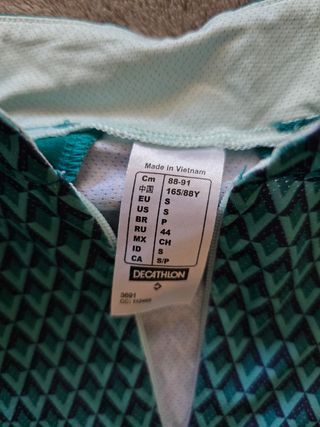 Made in Vietnam
Cm 88-91
中国 165/88Y
EU S
US S
BR P
RU 44
MX CH
ID S
CA S/P
DECATHLON